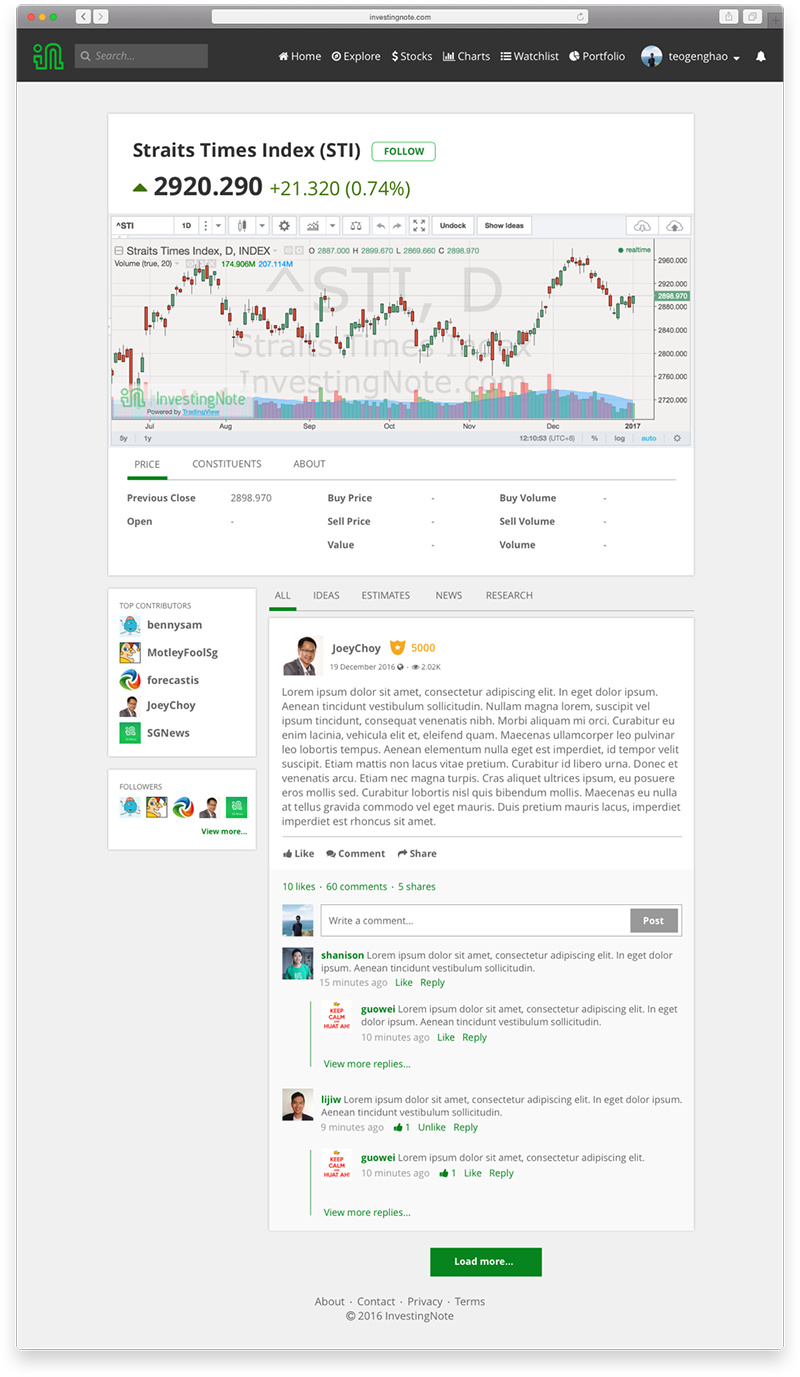 investingnote.com
Search...
Home
Explore
$ Stocks
Charts
Watchlist
Portfolio
teogenghao
Straits Times Index (STI)
FOLLOW
2920.290 +21.320 (0.74%)
^STI
1D
Undock
Show Ideas
Straits Times Index, D, INDEX
O 2887.000 H 2899.670 L 2869.660 C 2898.970
realtime
Volume (true, 20)
174.906M 207.114M
^STI, D
Straits Times Index
InvestingNote.com
2960.000
2920.000
2898.970
2880.000
2840.000
2800.000
2760.000
2720.000
InvestingNote
Powered by TradingView
Jul
Aug
Sep
Oct
Nov
Dec
2017
5y
1y
12:10:53 (UTC+8)
%
log
auto
PRICE
CONSTITUENTS
ABOUT
Previous Close 2898.970 Buy Price - Buy Volume -
Open - Sell Price - Sell Volume -
Value - Volume -
TOP CONTRIBUTORS
bennysam
MotleyFoolSg
forecastis
JoeyChoy
SGNews
FOLLOWERS
View more...
ALL
IDEAS
ESTIMATES
NEWS
RESEARCH
JoeyChoy 5000
19 December 2016 · 2.02K
Lorem ipsum dolor sit amet, consectetur adipiscing elit. In eget dolor ipsum.
Aenean tincidunt vestibulum sollicitudin. Nullam magna lorem, suscipit vel
ipsum tincidunt, consequat venenatis nibh. Morbi aliquam mi orci. Curabitur eu
enim lacinia, vehicula elit et, eleifend quam. Maecenas ullamcorper leo pulvinar
leo lobortis tempus. Aenean elementum nulla eget est imperdiet, id tempor velit
suscipit. Etiam mattis non lacus vitae pretium. Curabitur id libero urna. Donec et
venenatis arcu. Etiam nec magna turpis. Cras aliquet ultrices ipsum, eu posuere
eros mollis sed. Curabitur lobortis nisl quis bibendum mollis. Maecenas eu nulla
at tellus gravida commodo vel eget mauris. Duis pretium mauris lacus, imperdiet
imperdiet est rhoncus sit amet.
Like
Comment
Share
10 likes · 60 comments · 5 shares
Write a comment...
Post
shanison Lorem ipsum dolor sit amet, consectetur adipiscing elit. In eget dolor
ipsum. Aenean tincidunt vestibulum sollicitudin.
15 minutes ago Like Reply
KEEP
CALM
AND
HUAT AH!
guowei Lorem ipsum dolor sit amet, consectetur adipiscing elit. In eget
dolor ipsum. Aenean tincidunt vestibulum sollicitudin.
10 minutes ago Like Reply
View more replies...
lijiw Lorem ipsum dolor sit amet, consectetur adipiscing elit. In eget dolor ipsum.
Aenean tincidunt vestibulum sollicitudin.
9 minutes ago 1 Unlike Reply
KEEP
CALM
AND
HUAT AH!
guowei Lorem ipsum dolor sit amet, consectetur adipiscing elit.
10 minutes ago 1 Like Reply
View more replies...
Load more...
About · Contact · Privacy · Terms
© 2016 InvestingNote